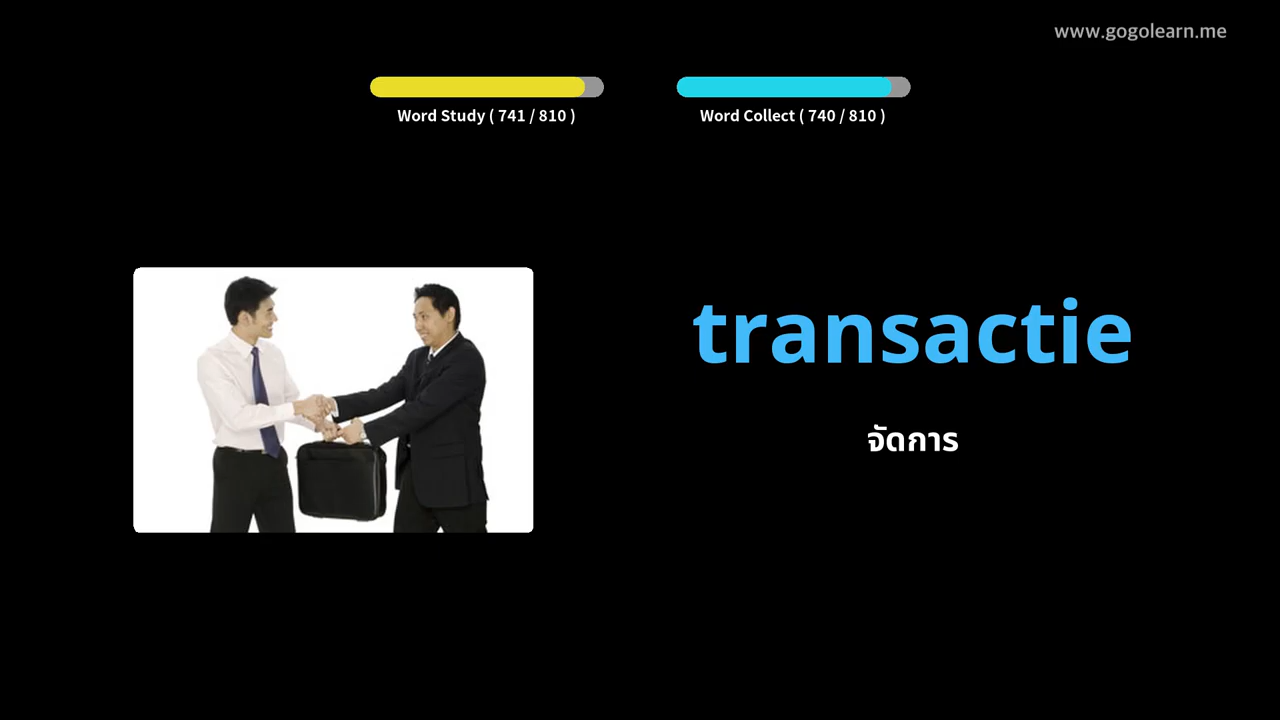 www.gogolearn.me
Word Study ( 741 / 810 )
Word Collect ( 740 / 810 )
transactie
จัดการ